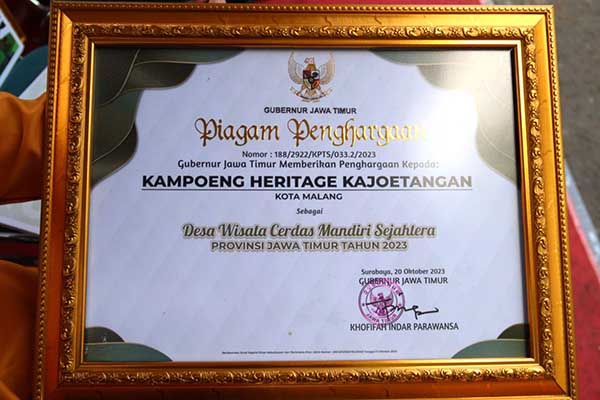 GUBERNUR JAWA TIMUR
Piagam Penghargaan
Nomor : 188/2922/KPTS/033.2/2023
Gubernur Jawa Timur Memberikan Penghargaan Kepada:
KAMPOENG HERITAGE KAJOETANGAN
KOTA MALANG
Sebagai
Desa Wisata Cerdas Mandiri Sejahtera
PROVINSI JAWA TIMUR TAHUN 2023
Surabaya, 20 Oktober 2023
GUBERNUR JAWA TIMUR
KHOFIFAH INDAR PARAWANSA